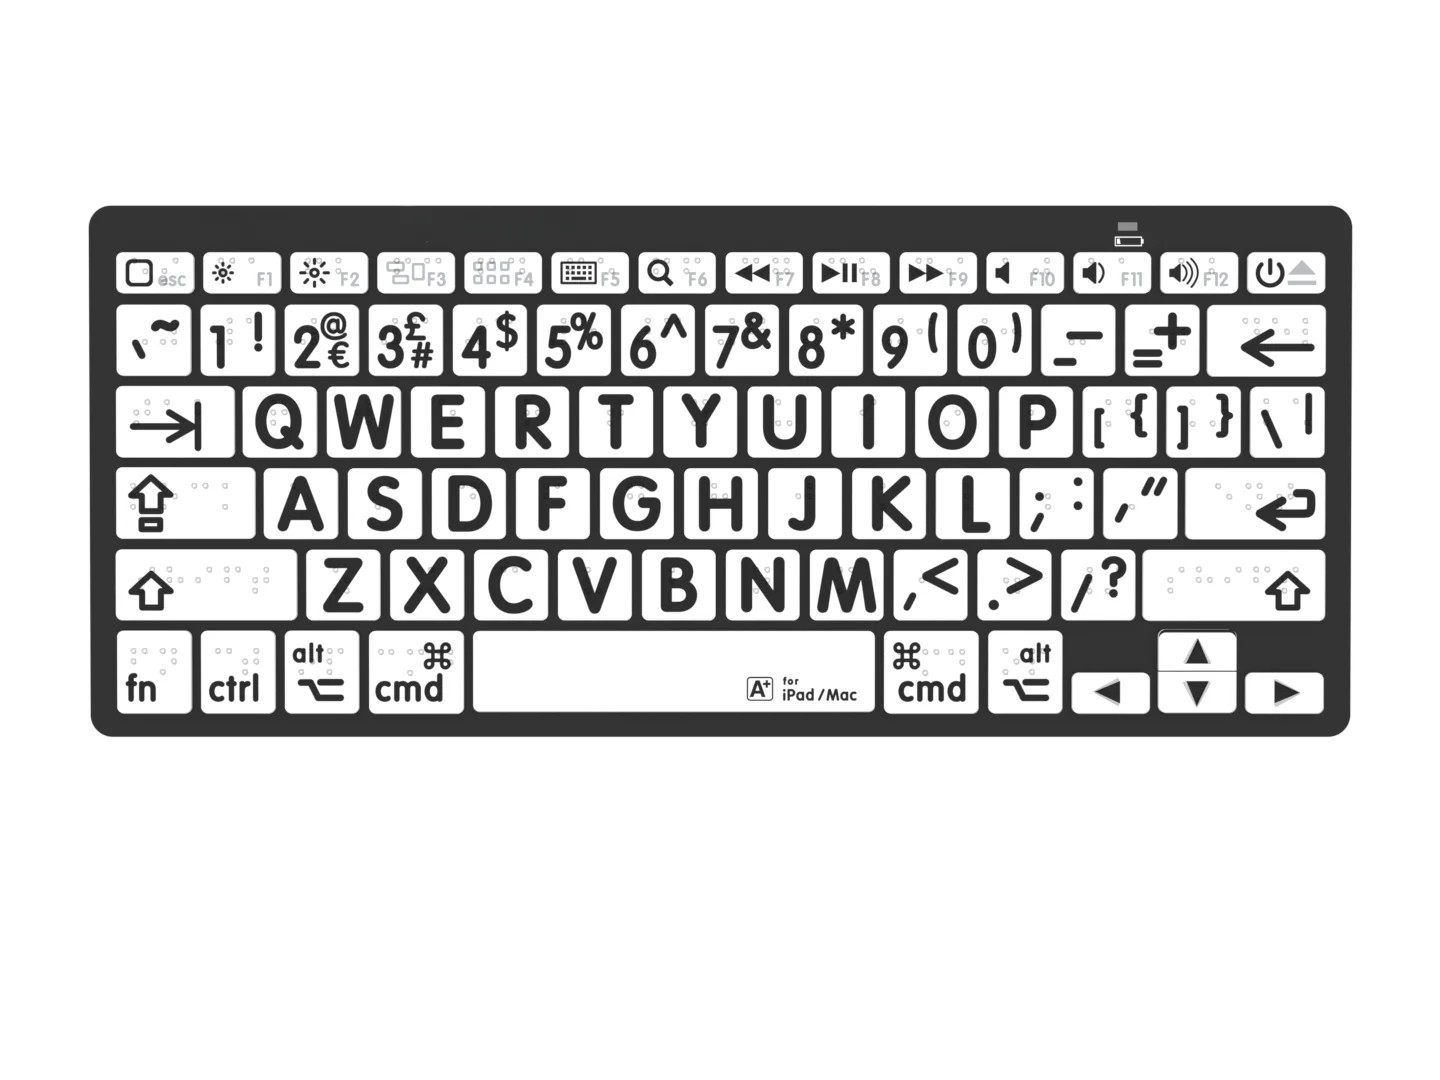 esc F1 F2 F3 F4 F5 F6 F7 F8 F9 F10 F11 F12
` ~ 1 ! 2 @ € 3 £ # 4 $ 5 % 6 ^ 7 & 8 * 9 ( 0 ) _ - = + ←
→| Q W E R T Y U I O P [ { ] } \ |
A S D F G H J K L ; : ' "
Z X C V B N M , < . > / ?
fn ctrl alt ⌥ ⌘ cmd A+ for iPad/Mac ⌘ cmd alt ⌥ ◀ ▲ ▼ ▶